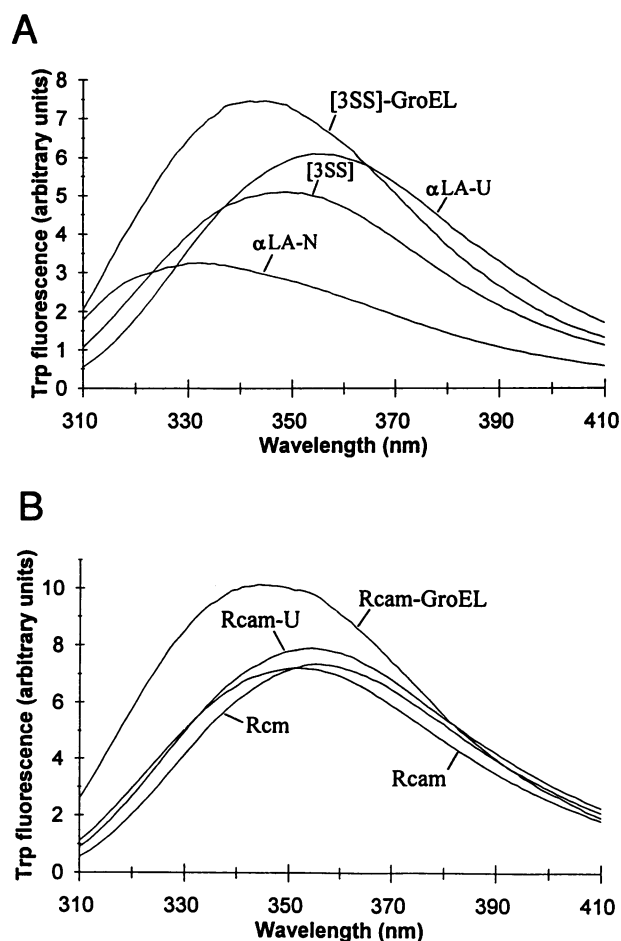 A
Trp fluorescence (arbitrary units)
8
7
6
5
4
3
2
1
0
[3SS]-GroEL
[3SS]
αLA-U
αLA-N
310 330 350 370 390 410
Wavelength (nm)
B
Trp fluorescence (arbitrary units)
10
8
6
4
2
0
Rcam-GroEL
Rcam-U
Rcm
Rcam
310 330 350 370 390 410
Wavelength (nm)